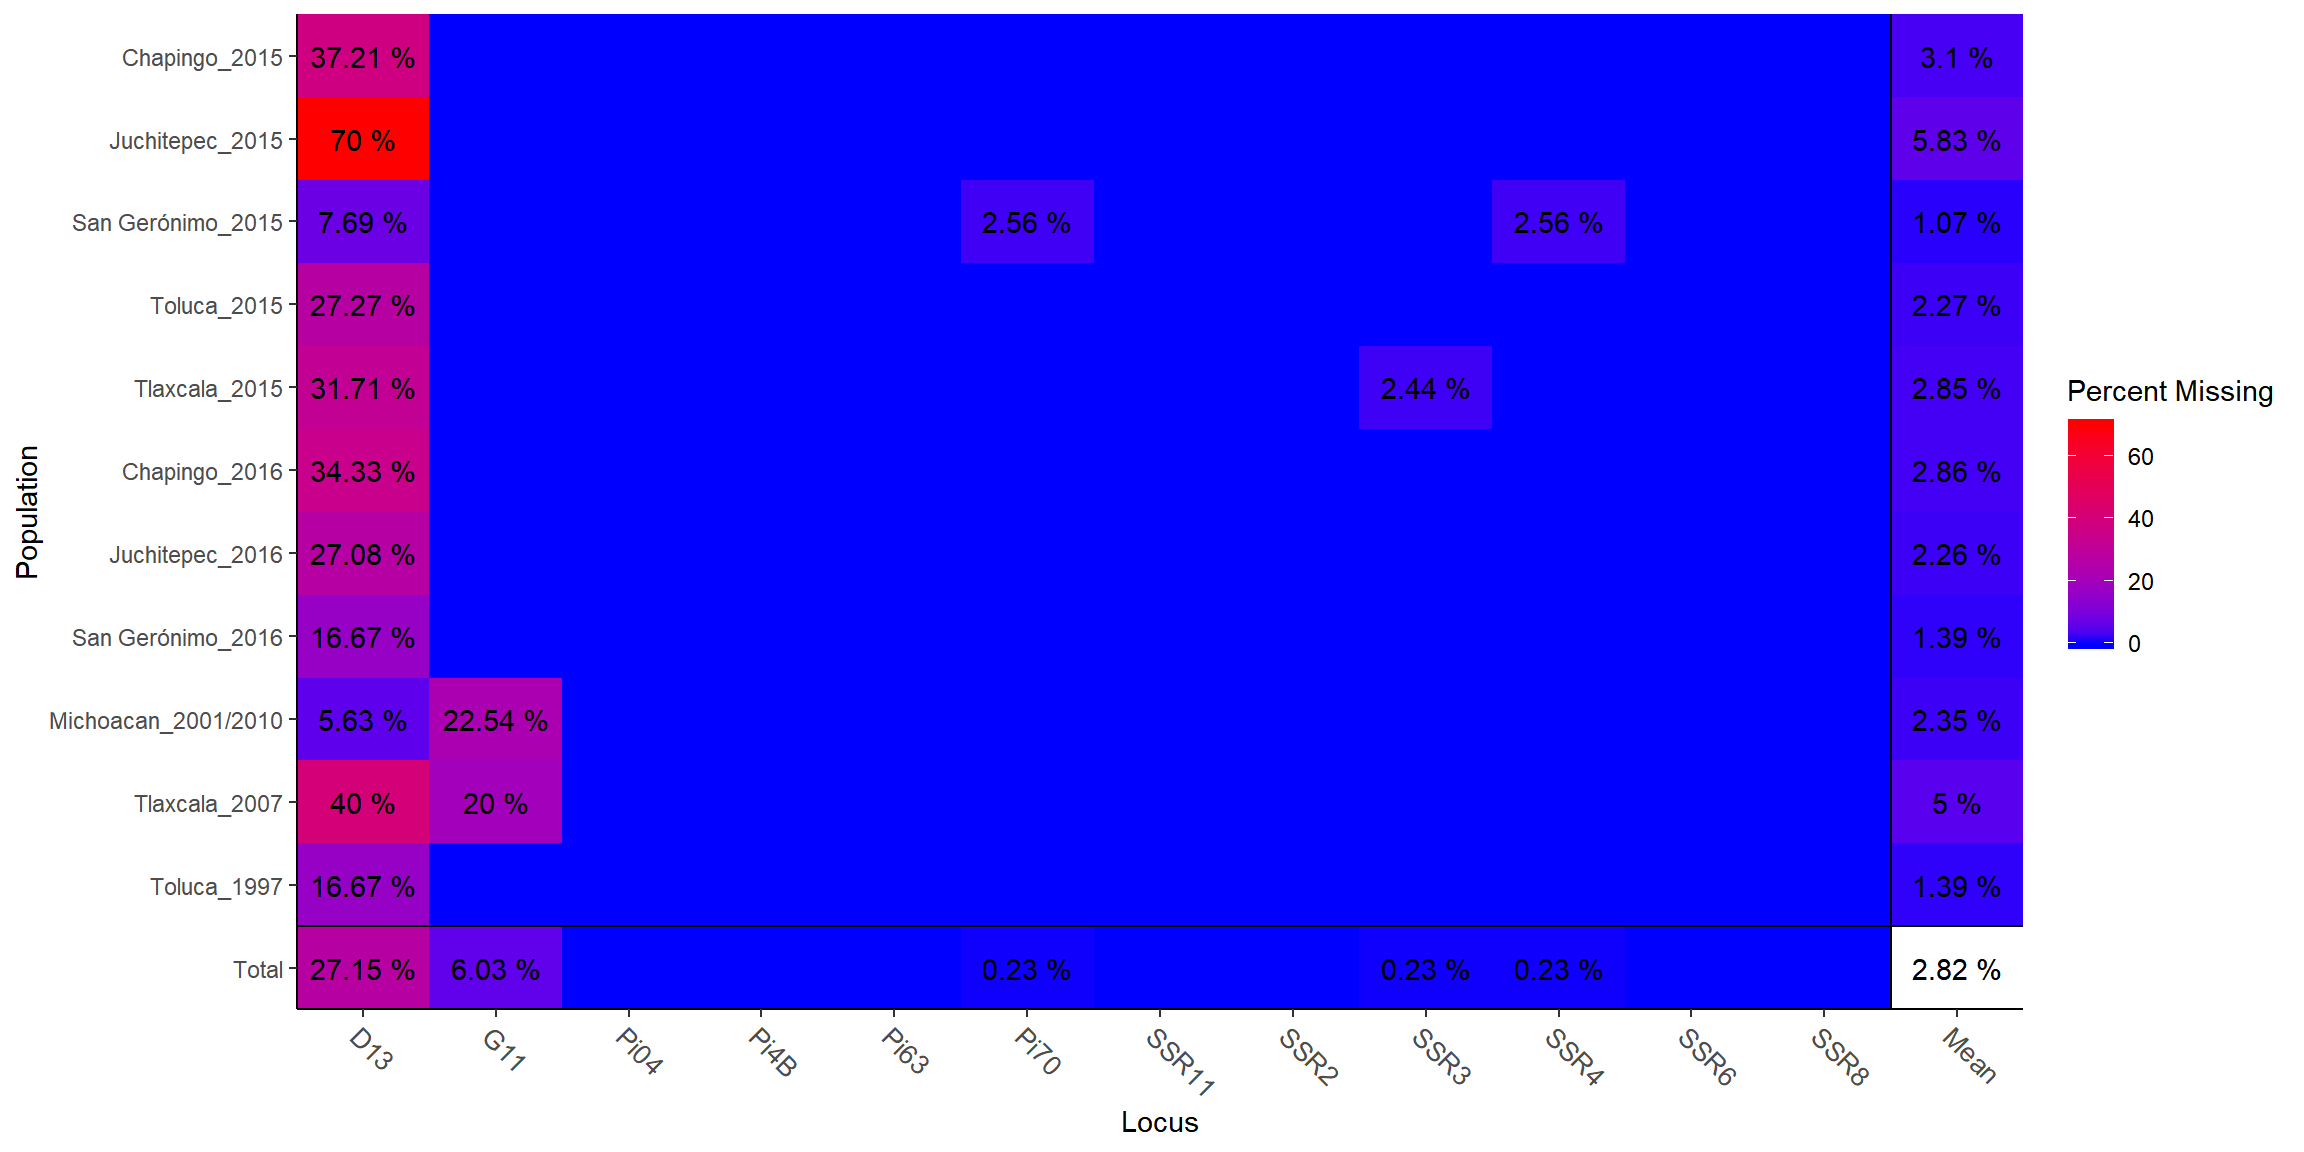 Chapingo_2015 37.21 % 3.1 %
Juchitepec_2015 70 % 5.83 %
San Gerónimo_2015 7.69 % 2.56 % 2.56 % 1.07 %
Toluca_2015 27.27 % 2.27 %
Tlaxcala_2015 31.71 % 2.44 % 2.85 %
Chapingo_2016 34.33 % 2.86 %
Juchitepec_2016 27.08 % 2.26 %
San Gerónimo_2016 16.67 % 1.39 %
Michoacan_2001/2010 5.63 % 22.54 % 2.35 %
Tlaxcala_2007 40 % 20 % 5 %
Toluca_1997 16.67 % 1.39 %
Total 27.15 % 6.03 % 0.23 % 0.23 % 0.23 % 2.82 %
D13 G11 Pi04 Pi4B Pi63 Pi70 SSR11 SSR2 SSR3 SSR4 SSR6 SSR8 Mean
Locus
Population
Percent Missing
60
40
20
0